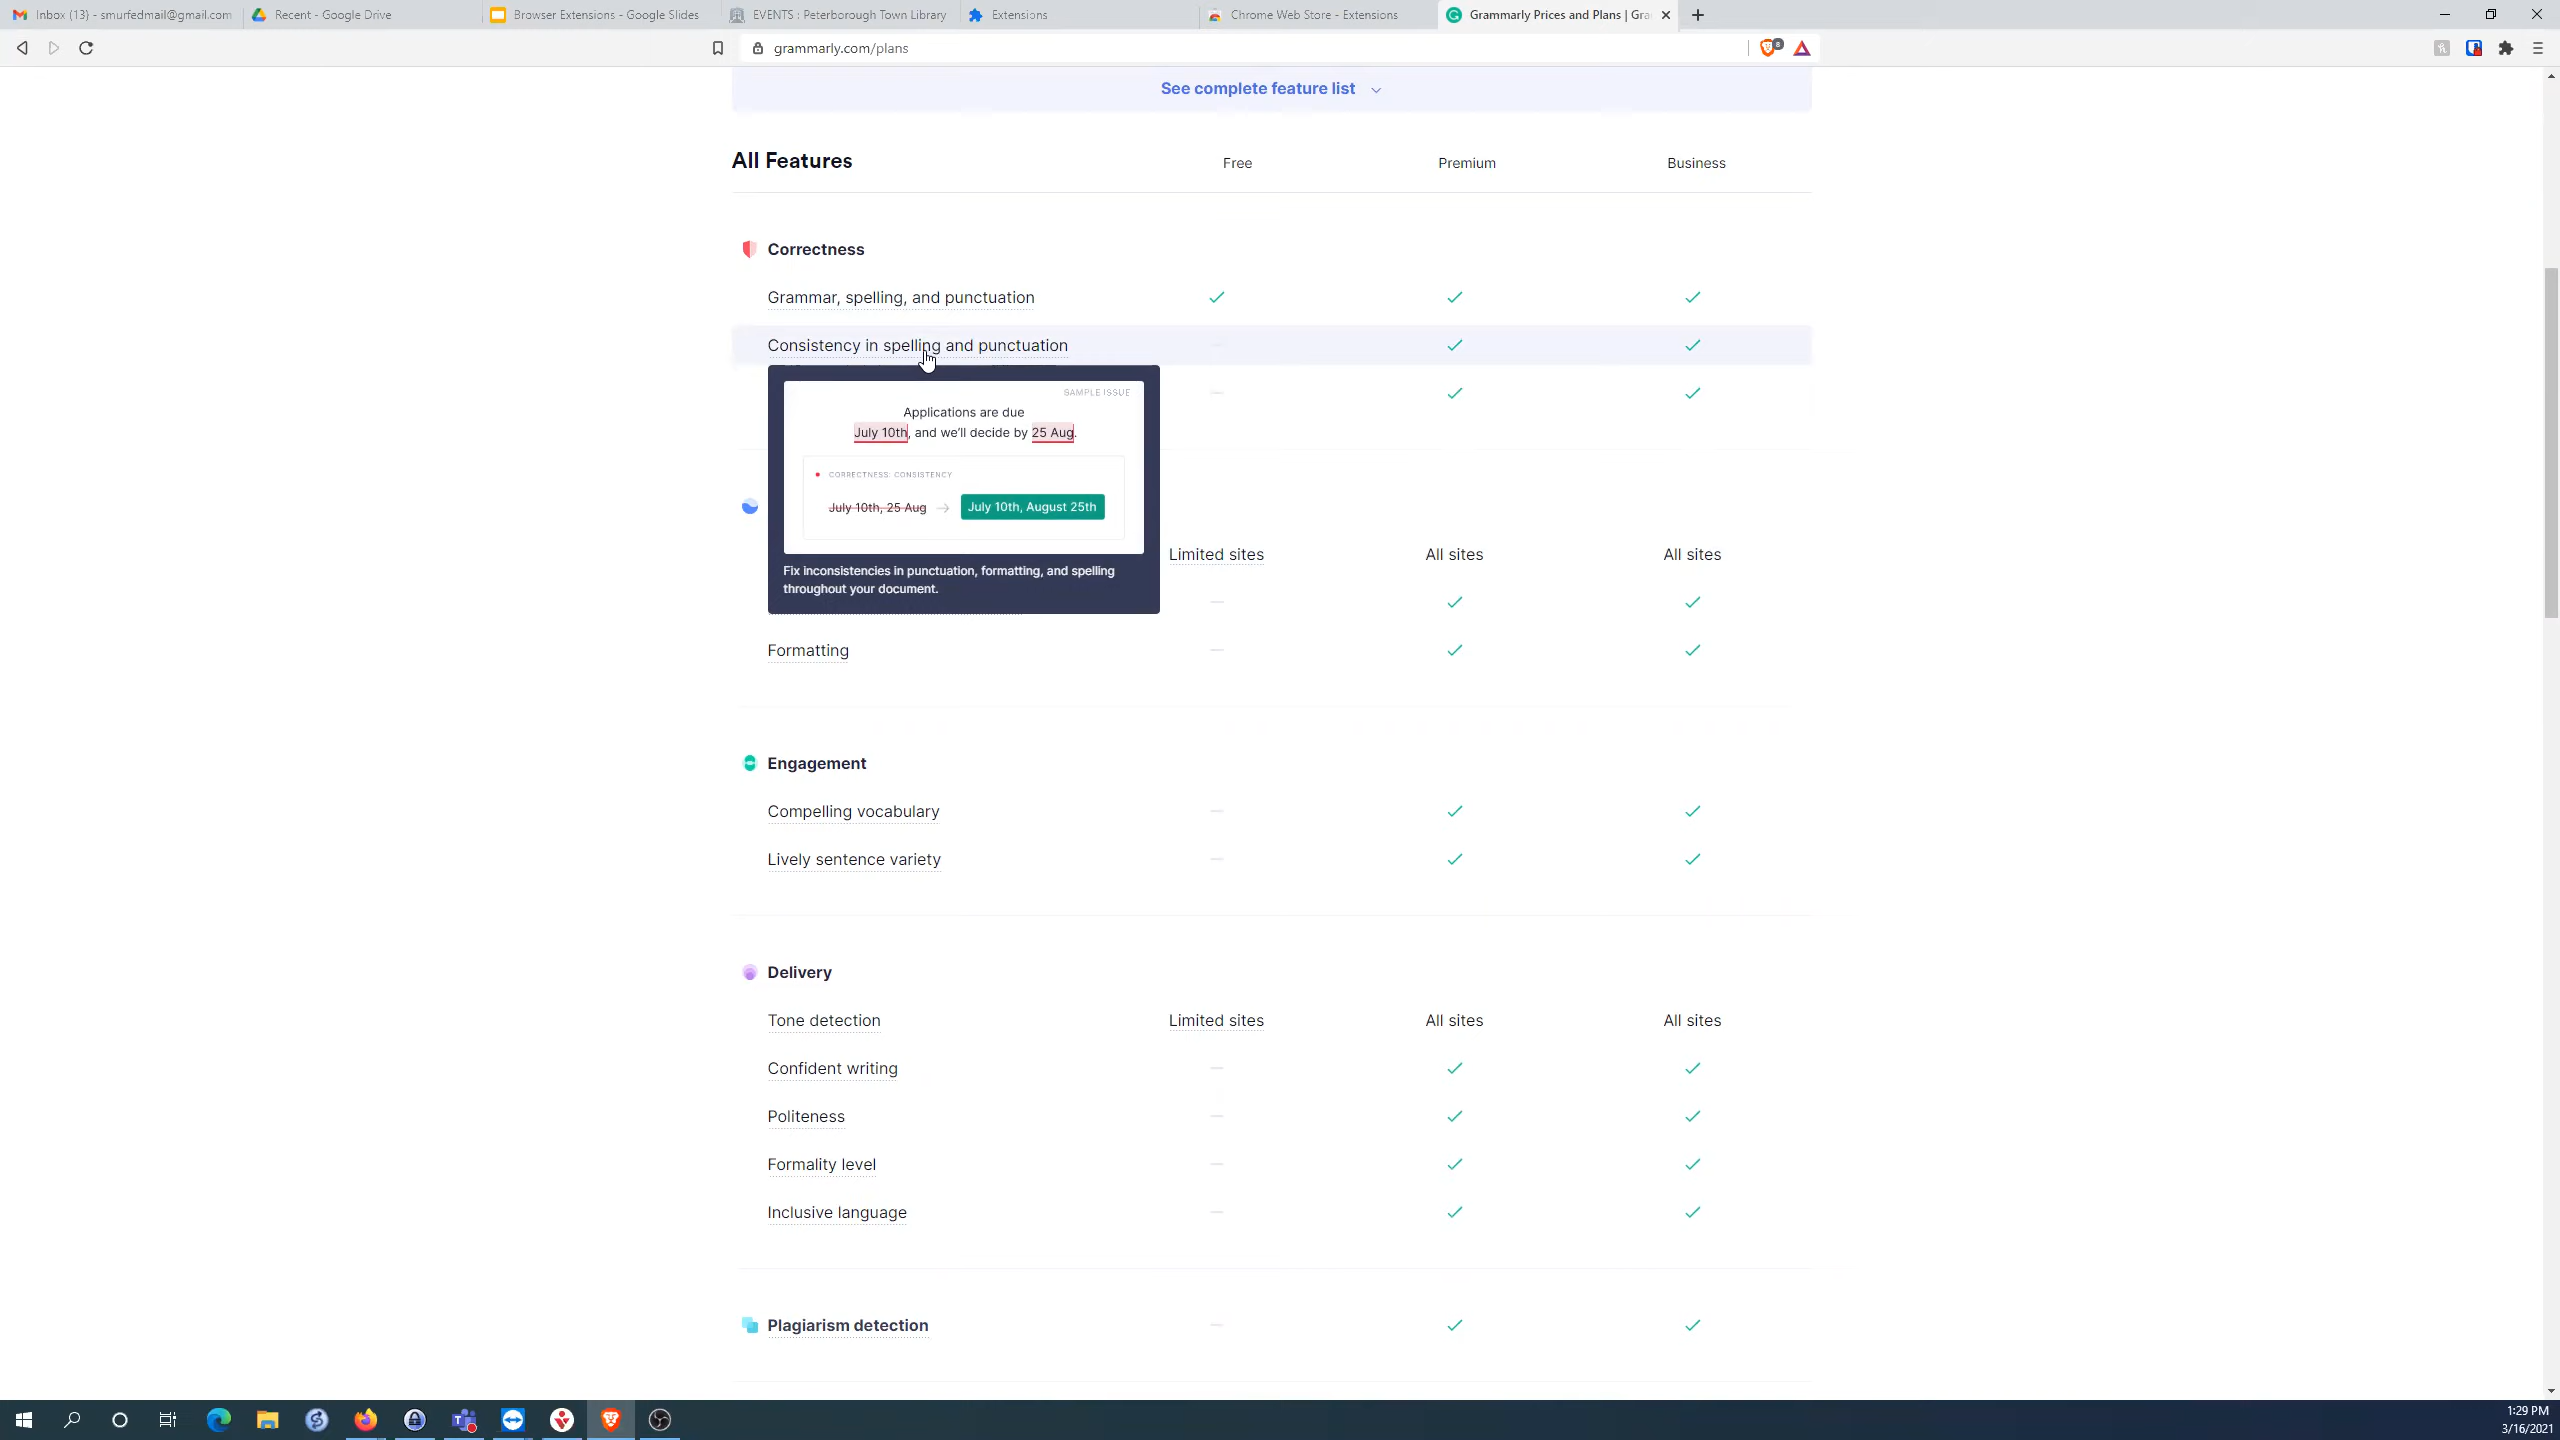 Inbox (13) - smurfedmail@gmail.com
Recent - Google Drive
Browser Extensions - Google Slides
EVENTS : Peterborough Town Library
Extensions
Chrome Web Store - Extensions
Grammarly Prices and Plans | Gra
grammarly.com/plans
See complete feature list
All Features Free Premium Business
Correctness
Grammar, spelling, and punctuation
Consistency in spelling and punctuation
SAMPLE ISSUE
Applications are due
July 10th, and we'll decide by 25 Aug.
CORRECTNESS: CONSISTENCY
July 10th, 25 Aug July 10th, August 25th
Fix inconsistencies in punctuation, formatting, and spelling
throughout your document.
Limited sites All sites All sites
Formatting
Engagement
Compelling vocabulary
Lively sentence variety
Delivery
Tone detection Limited sites All sites All sites
Confident writing
Politeness
Formality level
Inclusive language
Plagiarism detection
1:29 PM
3/16/2021